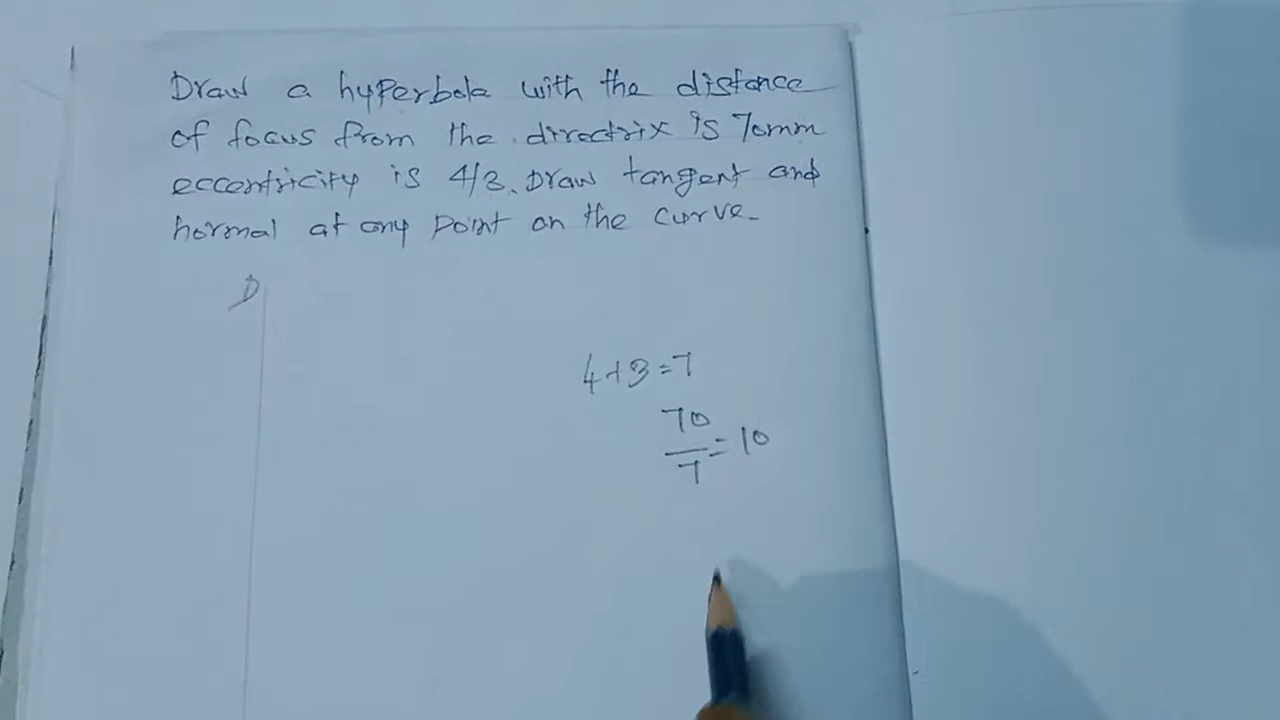 Draw a hyperbola with the distance
of focus from the directrix is 70mm
eccentricity is 4/3. Draw tangent and
normal at any point on the curve.
D
4+3=7
70
7
=10